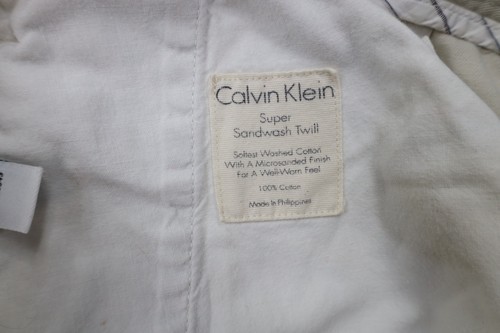 Calvin Klein
Super
Sandwash Twill
Softest Washed Cotton
With A Microsanded Finish
For A Well-Worn Feel
100% Cotton
Made In Philippines